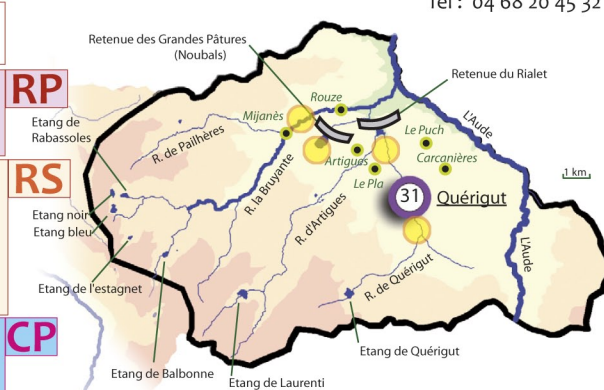 Tél : 04 68 20 45 32
Retenue des Grandes Pâtures
(Noubals)
RP
Retenue du Rialet
Rouze
Mijanès
Etang de
Rabassoles
R. de Pailhères
L'Aude
Le Puch
Artigues
Carcanières
Le Pla
1 km
RS
R. la Bruyante
31
Quérigut
Etang noir
Etang bleu
R. d'Artigues
L'Aude
R. de Quérigut
Etang de l'estagnet
CP
Etang de Quérigut
Etang de Balbonne
Etang de Laurenti